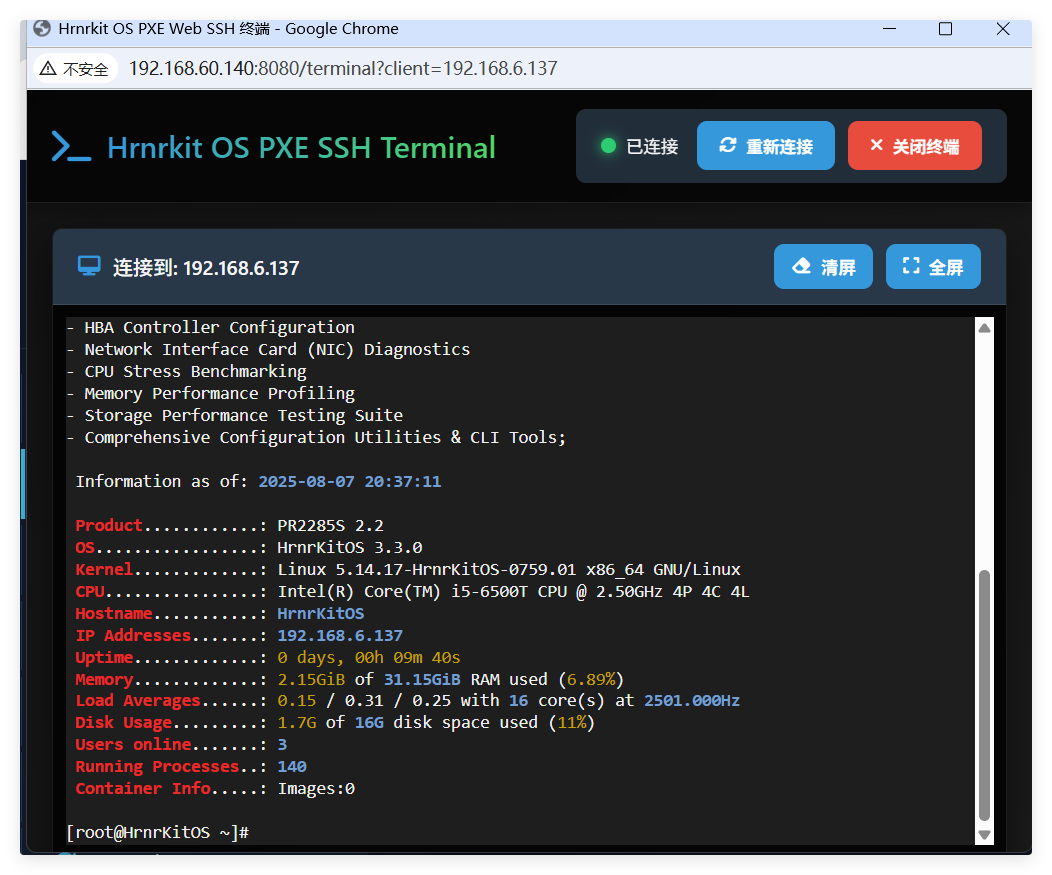 Hrnrkit OS PXE Web SSH 终端 - Google Chrome
不安全 192.168.60.140:8080/terminal?client=192.168.6.137
Hrnrkit OS PXE SSH Terminal
已连接
重新连接
关闭终端
连接到: 192.168.6.137
清屏
全屏
- HBA Controller Configuration
- Network Interface Card (NIC) Diagnostics
- CPU Stress Benchmarking
- Memory Performance Profiling
- Storage Performance Testing Suite
- Comprehensive Configuration Utilities & CLI Tools;
Information as of: 2025-08-07 20:37:11
Product............: PR2285S 2.2
OS.................: HrnrKitOS 3.3.0
Kernel.............: Linux 5.14.17-HrnrKitOS-0759.01 x86_64 GNU/Linux
CPU................: Intel(R) Core(TM) i5-6500T CPU @ 2.50GHz 4P 4C 4L
Hostname...........: HrnrKitOS
IP Addresses.......: 192.168.6.137
Uptime.............: 0 days, 00h 09m 40s
Memory.............: 2.15GiB of 31.15GiB RAM used (6.89%)
Load Averages......: 0.15 / 0.31 / 0.25 with 16 core(s) at 2501.000Hz
Disk Usage.........: 1.7G of 16G disk space used (11%)
Users online.......: 3
Running Processes..: 140
Container Info.....: Images:0
[root@HrnrKitOS ~]#